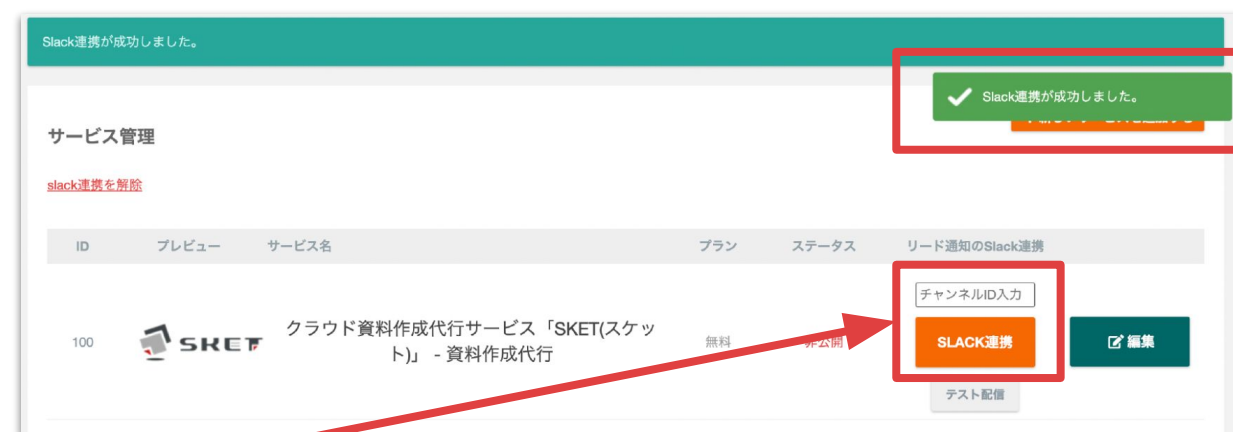 Slack連携が成功しました。
Slack連携が成功しました。
サービス管理
slack連携を解除
ID プレビュー サービス名 プラン ステータス リード通知のSlack連携
チャンネルID入力
100 SKET クラウド資料作成代行サービス「SKET(スケッ
ト)」 - 資料作成代行
無料 非公開 SLACK連携 編集
テスト配信